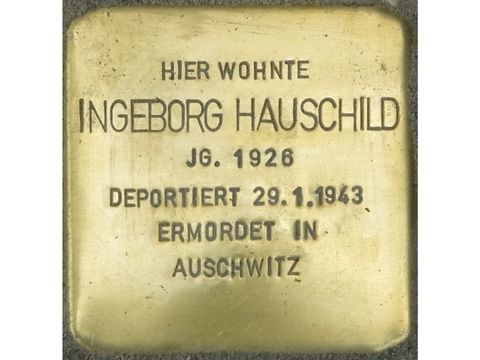 HIER WOHNTE
INGEBORG HAUSCHILD
JG. 1926
DEPORTIERT 29.1.1943
ERMORDET IN
AUSCHWITZ